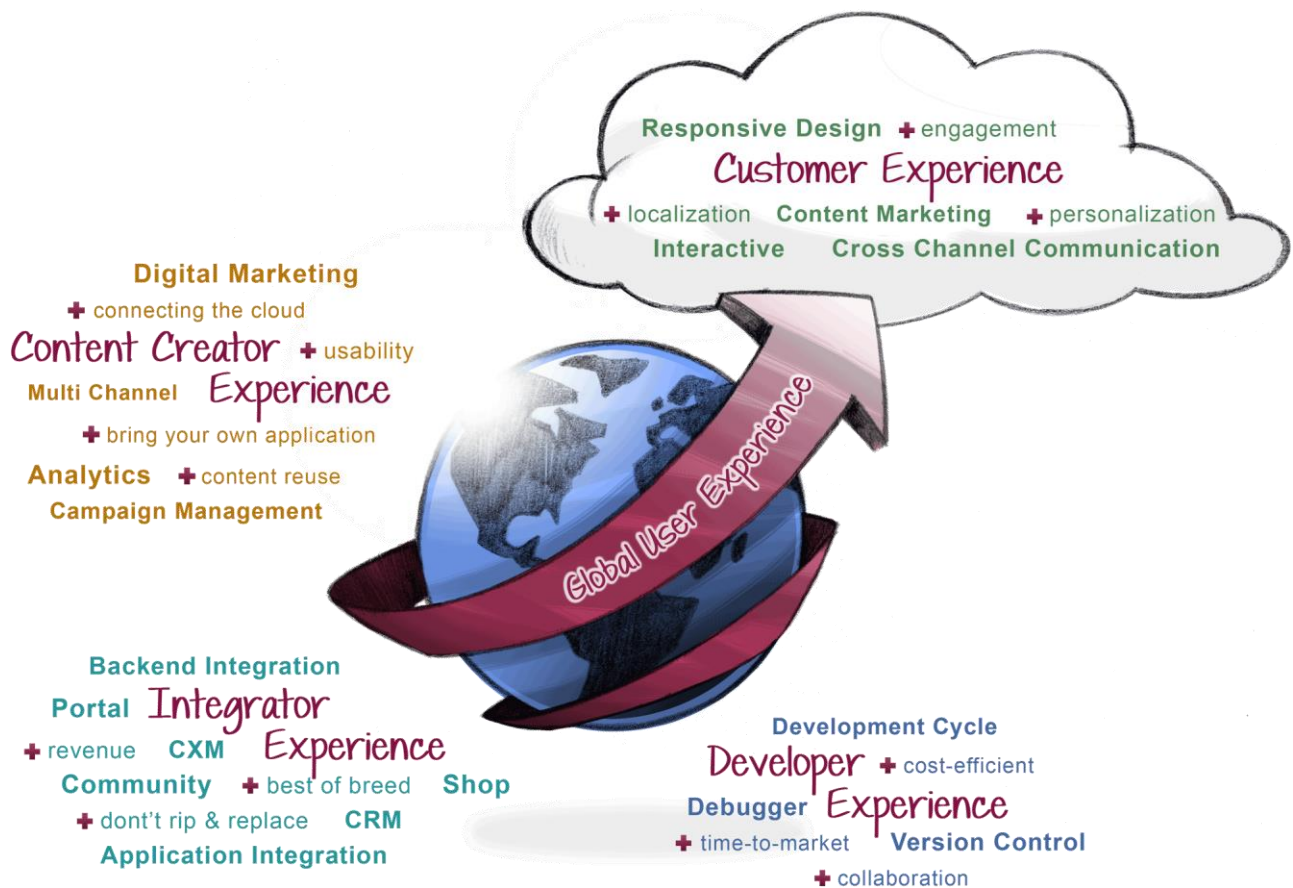 Responsive Design + engagement
Customer Experience
+ localization Content Marketing + personalization
Interactive Cross Channel Communication
Digital Marketing
+ connecting the cloud
Content Creator + usability
Multi Channel Experience
+ bring your own application
Analytics + content reuse
Campaign Management
Global User Experience
Backend Integration
Portal Integrator
+ revenue CXM Experience
Community + best of breed Shop
+ dont't rip & replace CRM
Application Integration
Development Cycle
Developer + cost-efficient
Debugger Experience
+ time-to-market Version Control
+ collaboration